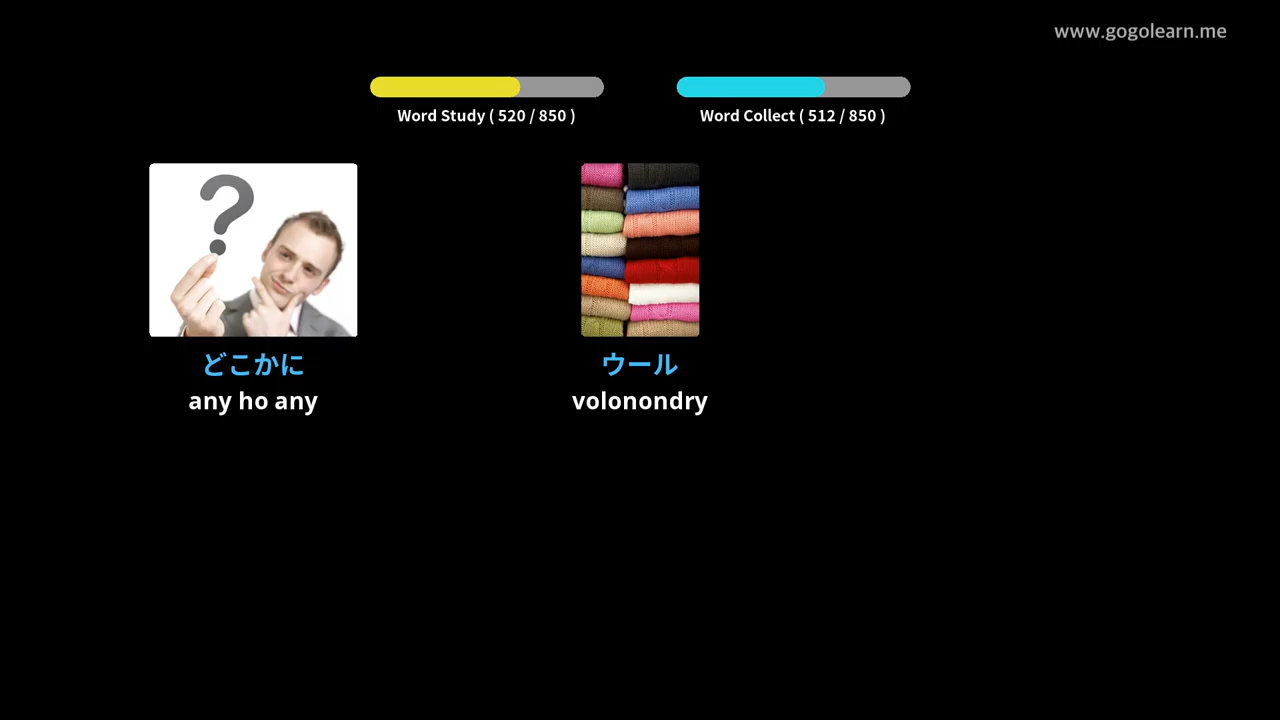 www.gogolearn.me
Word Study ( 520 / 850 )
Word Collect ( 512 / 850 )
どこかに
any ho any
ウール
volonondry